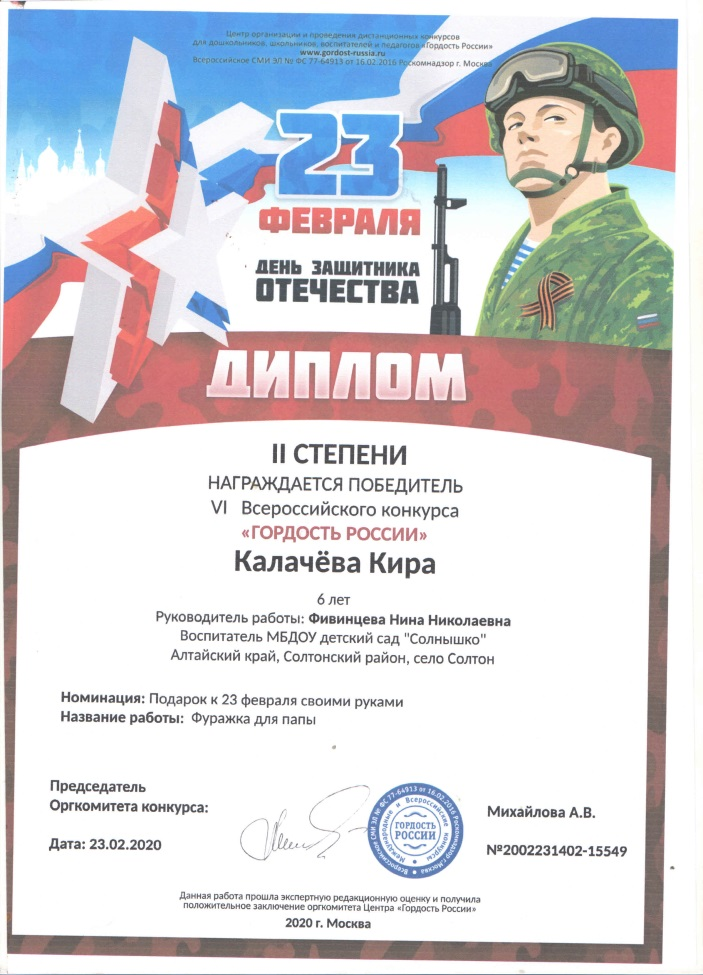 Центр организации и проведения дистанционных конкурсов
для дошкольников, школьников, воспитателей и педагогов «Гордость России»
www.gordost-russia.ru
Всероссийское СМИ ЭЛ № ФС 77-64913 от 16.02.2016 Роскомнадзор г. Москва
23
ФЕВРАЛЯ
ДЕНЬ ЗАЩИТНИКА
ОТЕЧЕСТВА
ДИПЛОМ
II СТЕПЕНИ
НАГРАЖДАЕТСЯ ПОБЕДИТЕЛЬ
VI Всероссийского конкурса
«ГОРДОСТЬ РОССИИ»
Калачёва Кира
6 лет
Руководитель работы: Фивинцева Нина Николаевна
Воспитатель МБДОУ детский сад "Солнышко"
Алтайский край, Солтонский район, село Солтон
Номинация: Подарок к 23 февраля своими руками
Название работы: Фуражка для папы
Председатель
Оргкомитета конкурса:
Михайлова А.В.
Дата: 23.02.2020
№2002231402-15549
Всероссийское СМИ ЭЛ № ФС 77-64913 от 16.02.2016 Роскомнадзор г.Москва
Международные и Всероссийские конкурсы
ГОРДОСТЬ
РОССИИ
Данная работа прошла экспертную редакционную оценку и получила
положительное заключение оргкомитета Центра «Гордость России»
2020 г. Москва